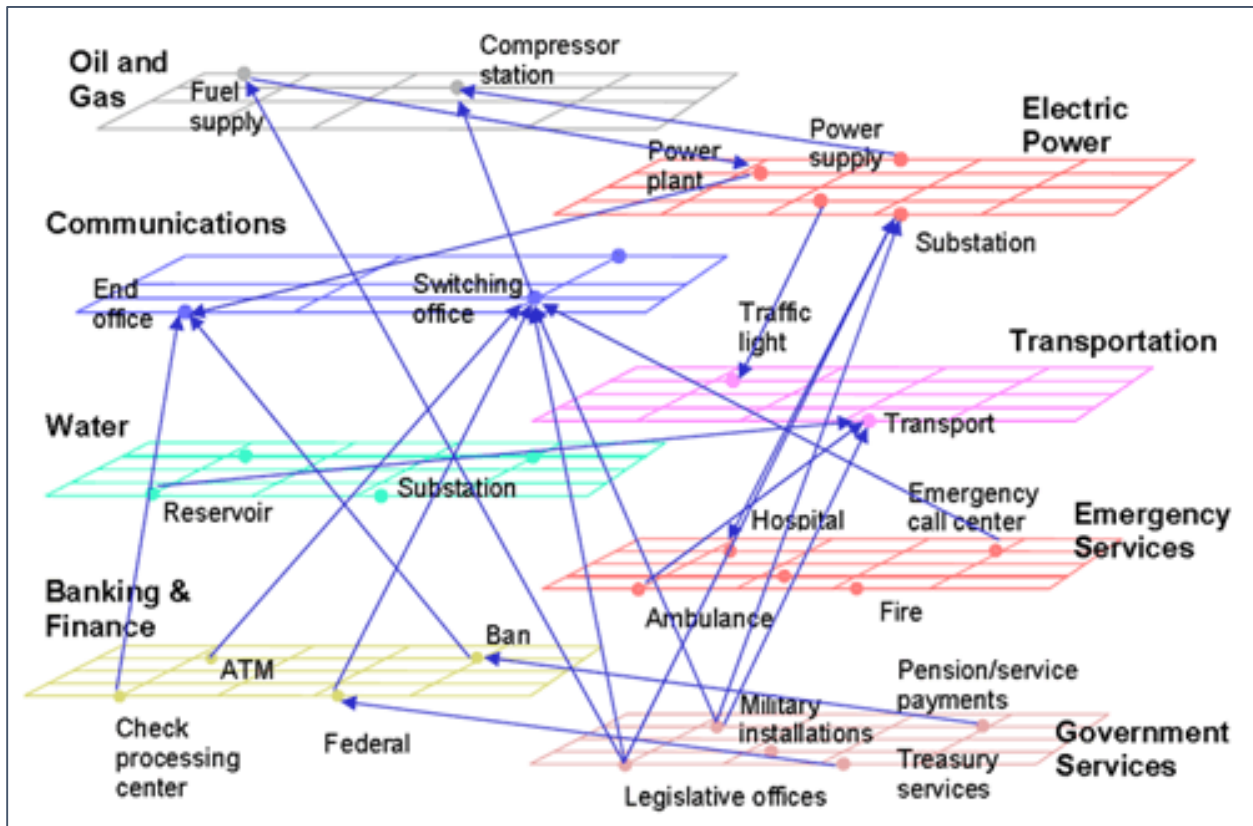 Oil and
Gas
Fuel
supply
Compressor
station
Electric
Power
Power
supply
Power
plant
Substation
Communications
End
office
Switching
office
Traffic
light
Transportation
Transport
Water
Reservoir
Substation
Hospital
Emergency
call center
Emergency
Services
Ambulance
Fire
Banking &
Finance
ATM
Ban
Check
processing
center
Federal
Pension/service
payments
Military
installations
Government
Services
Treasury
services
Legislative offices